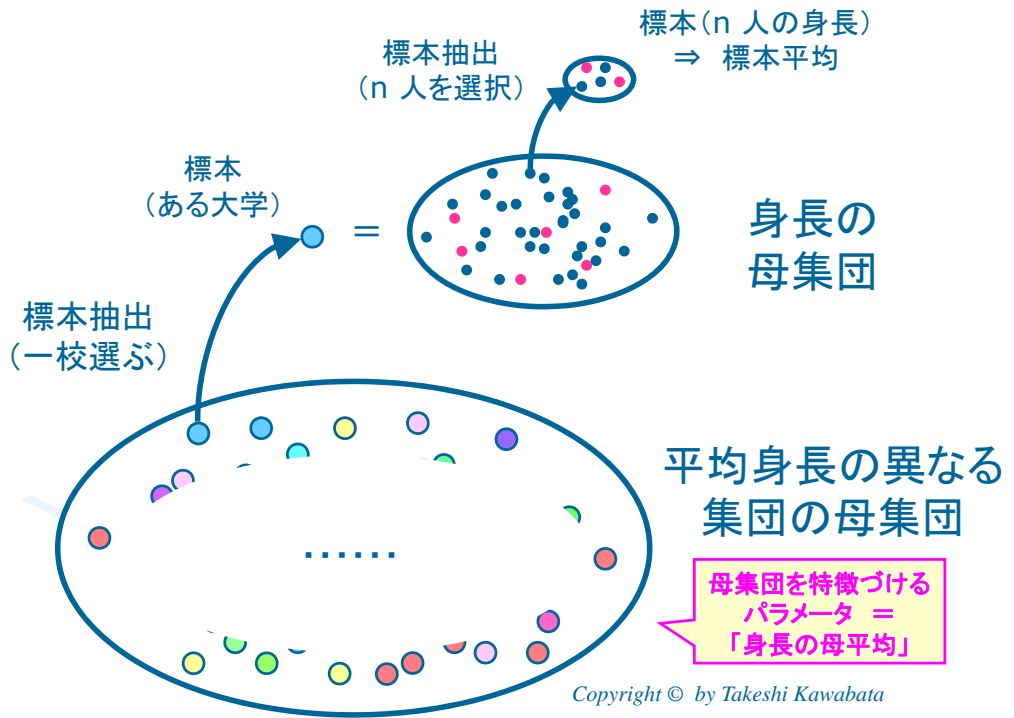 標本(n 人の身長)
⇒ 標本平均
標本抽出
(n 人を選択)
標本
(ある大学)
＝
身長の
母集団
標本抽出
(一校選ぶ)
平均身長の異なる
集団の母集団
……
母集団を特徴づける
パラメータ ＝
「身長の母平均」
Copyright © by Takeshi Kawabata